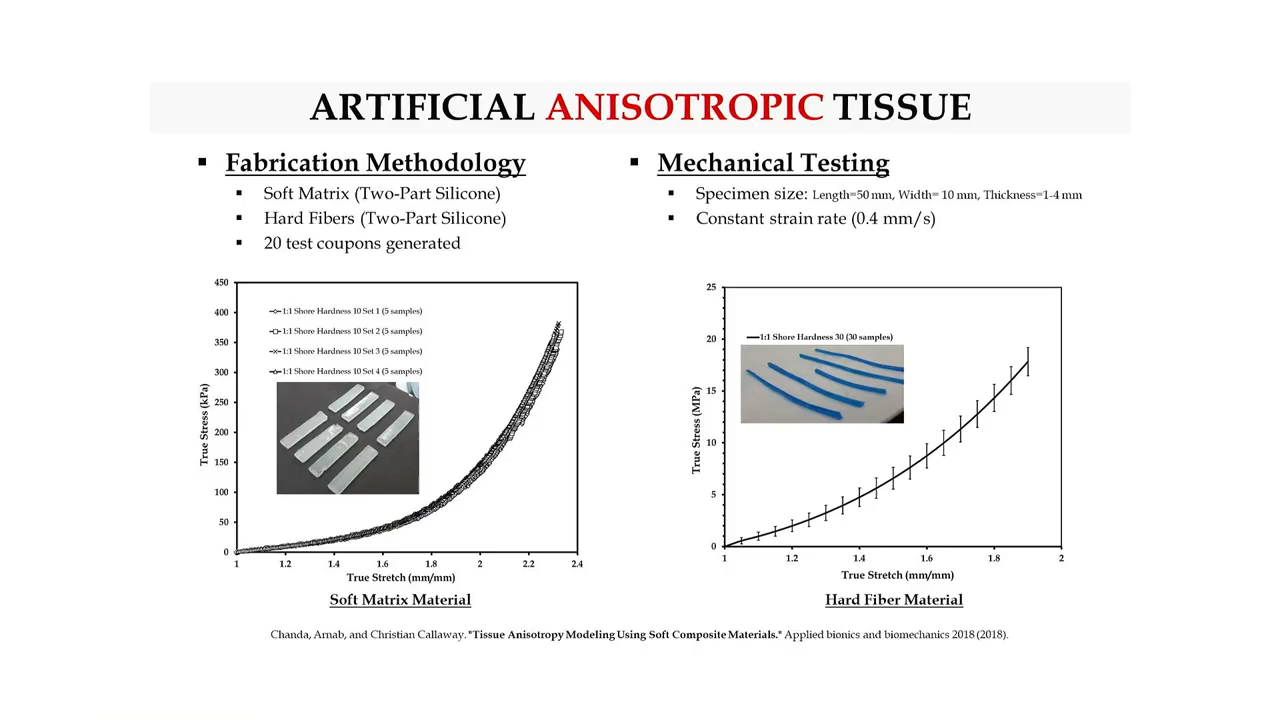 ARTIFICIAL ANISOTROPIC TISSUE
▪ Fabrication Methodology
▪ Soft Matrix (Two-Part Silicone)
▪ Hard Fibers (Two-Part Silicone)
▪ 20 test coupons generated
▪ Mechanical Testing
▪ Specimen size: Length=50 mm, Width= 10 mm, Thickness=1-4 mm
▪ Constant strain rate (0.4 mm/s)
True Stress (kPa)
450
400
350
300
250
200
150
100
50
0
1:1 Shore Hardness 10 Set 1 (5 samples)
1:1 Shore Hardness 10 Set 2 (5 samples)
1:1 Shore Hardness 10 Set 3 (5 samples)
1:1 Shore Hardness 10 Set 4 (5 samples)
1 1.2 1.4 1.6 1.8 2 2.2 2.4
True Stretch (mm/mm)
Soft Matrix Material
True Stress (MPa)
25
20
15
10
5
0
1:1 Shore Hardness 30 (30 samples)
1 1.2 1.4 1.6 1.8 2
True Stretch (mm/mm)
Hard Fiber Material
Chanda, Arnab, and Christian Callaway. "Tissue Anisotropy Modeling Using Soft Composite Materials." Applied bionics and biomechanics 2018 (2018).